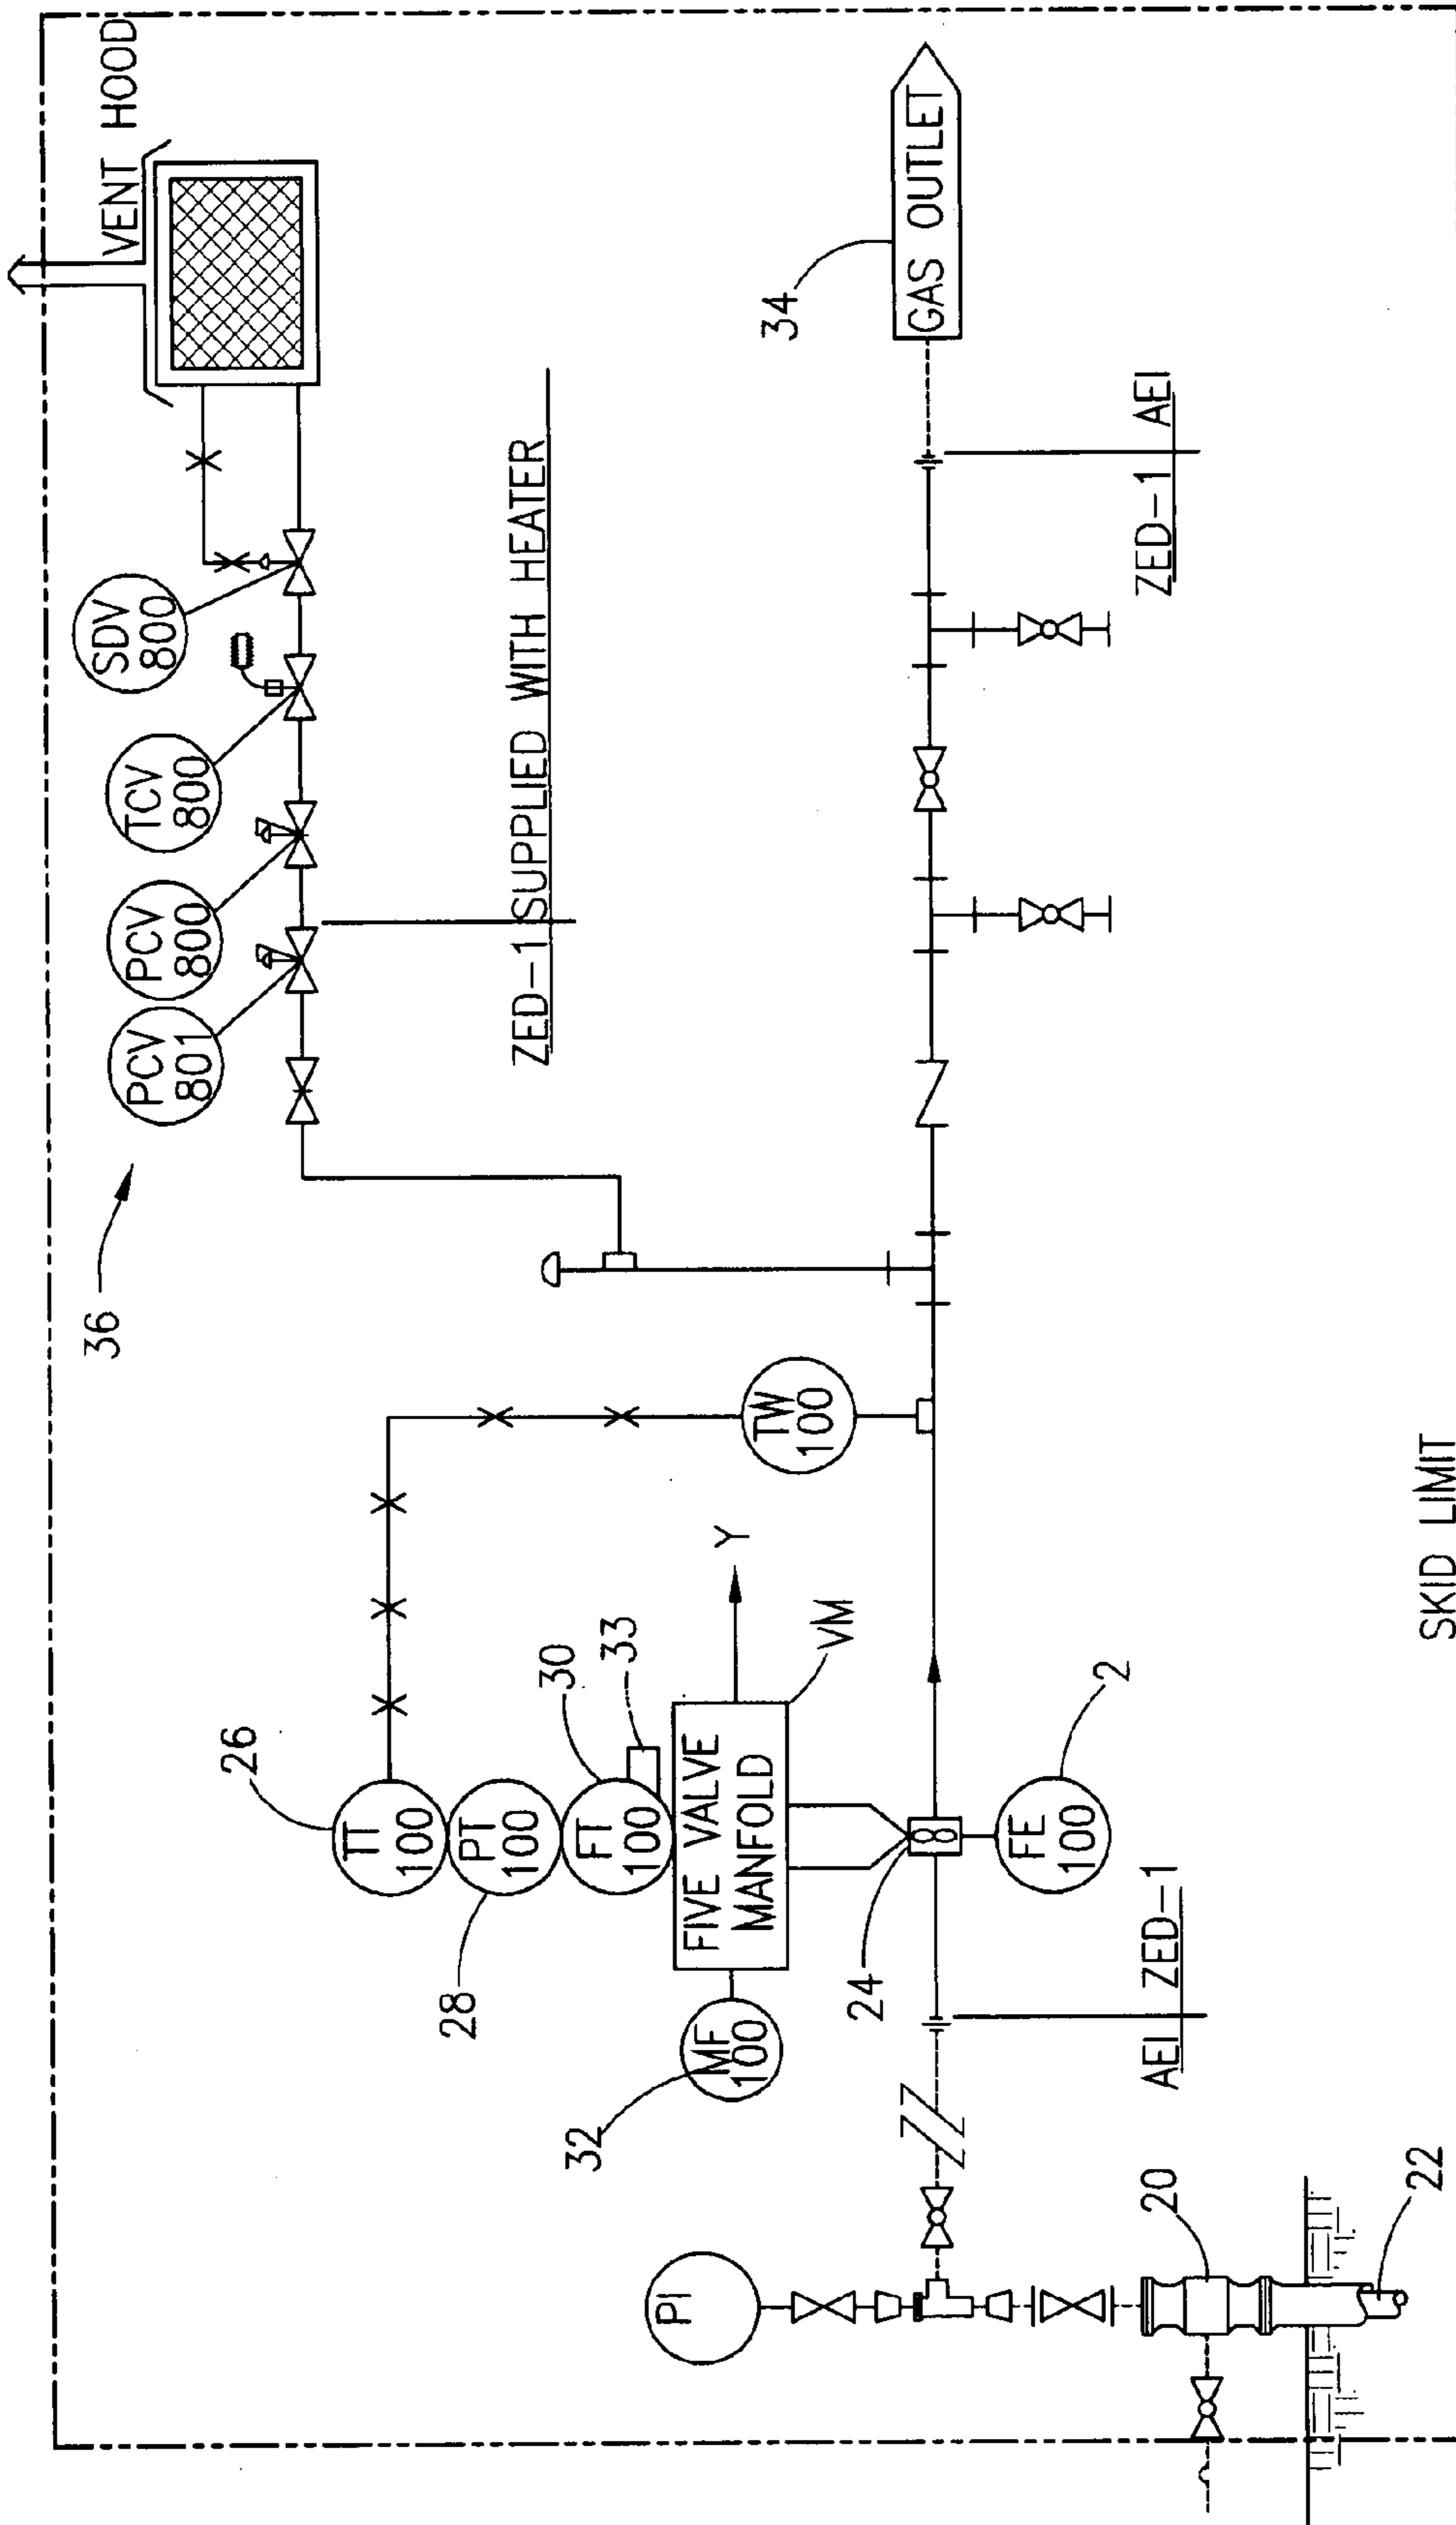 VENT HOOD
SDV
800
TCV
800
PCV
800
PCV
801
36
ZED-1 SUPPLIED WITH HEATER
34
GAS OUTLET
ZED-1 AEI
26
TT
100
28
PT
100
30
FT
100
33
Y
VM
FIVE VALVE
MANFOLD
32
MF
100
TW
100
24
FE
100
2
AEI ZED-1
PI
20
22
SKID LIMIT